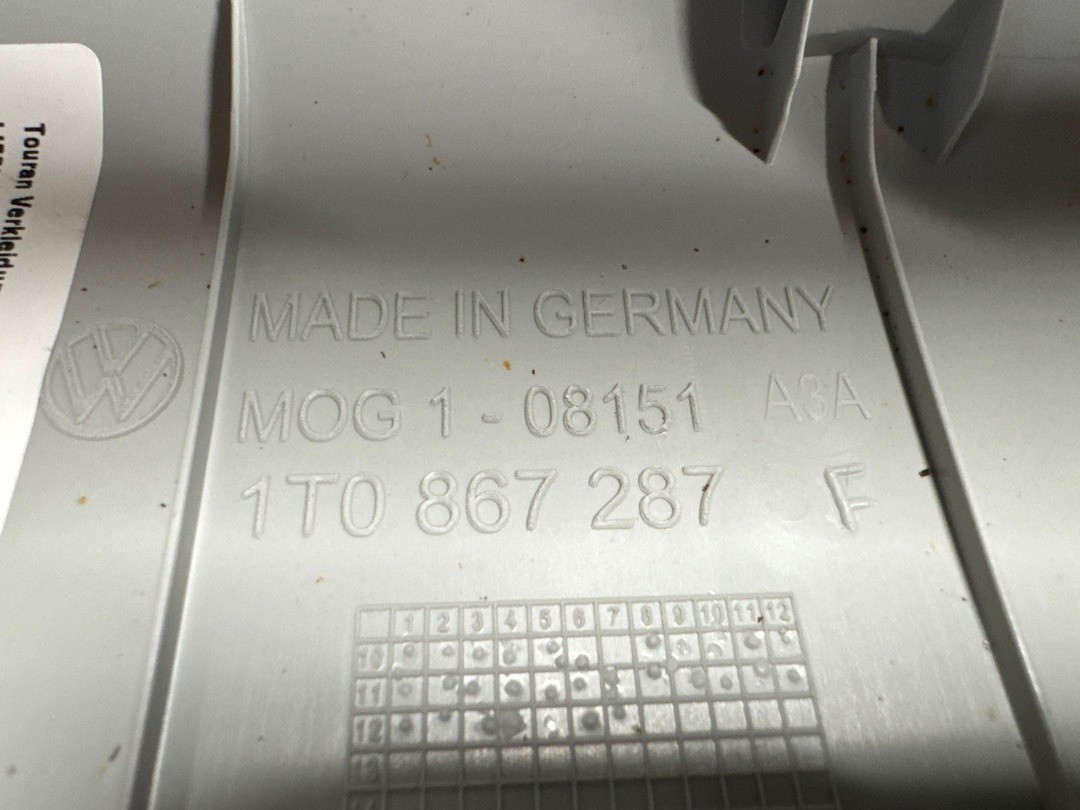 Touran
MADE IN GERMANY
MOG 1 - 08151 A3A
1T0 867 287 F
1 2 3 4 5 6 7 8 9 10 11 12
10
11
12
13